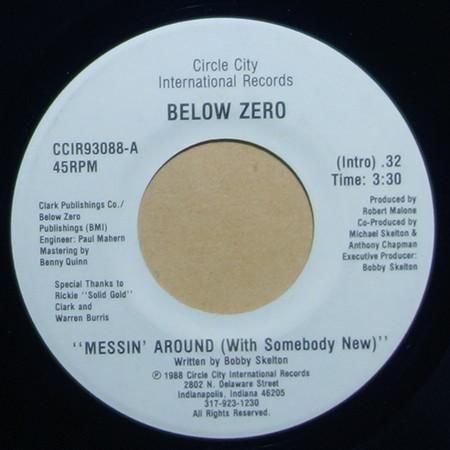 Circle City
International Records
BELOW ZERO
CCIR93088-A
45RPM
(Intro) .32
Time: 3:30
Clark Publishings Co./
Below Zero
Publishings (BMI)
Engineer: Paul Mahern
Mastering by
Benny Quinn
Special Thanks to
Rickie "Solid Gold"
Clark and
Warren Burris
Produced by
Robert Malone
Co-Produced by
Michael Skelton &
Anthony Chapman
Executive Producer:
Bobby Skelton
"MESSIN' AROUND (With Somebody New)"
Written by Bobby Skelton
℗ 1988 Circle City International Records
2802 N. Delaware Street
Indianapolis, Indiana 46205
317-923-1230
All Rights Reserved.